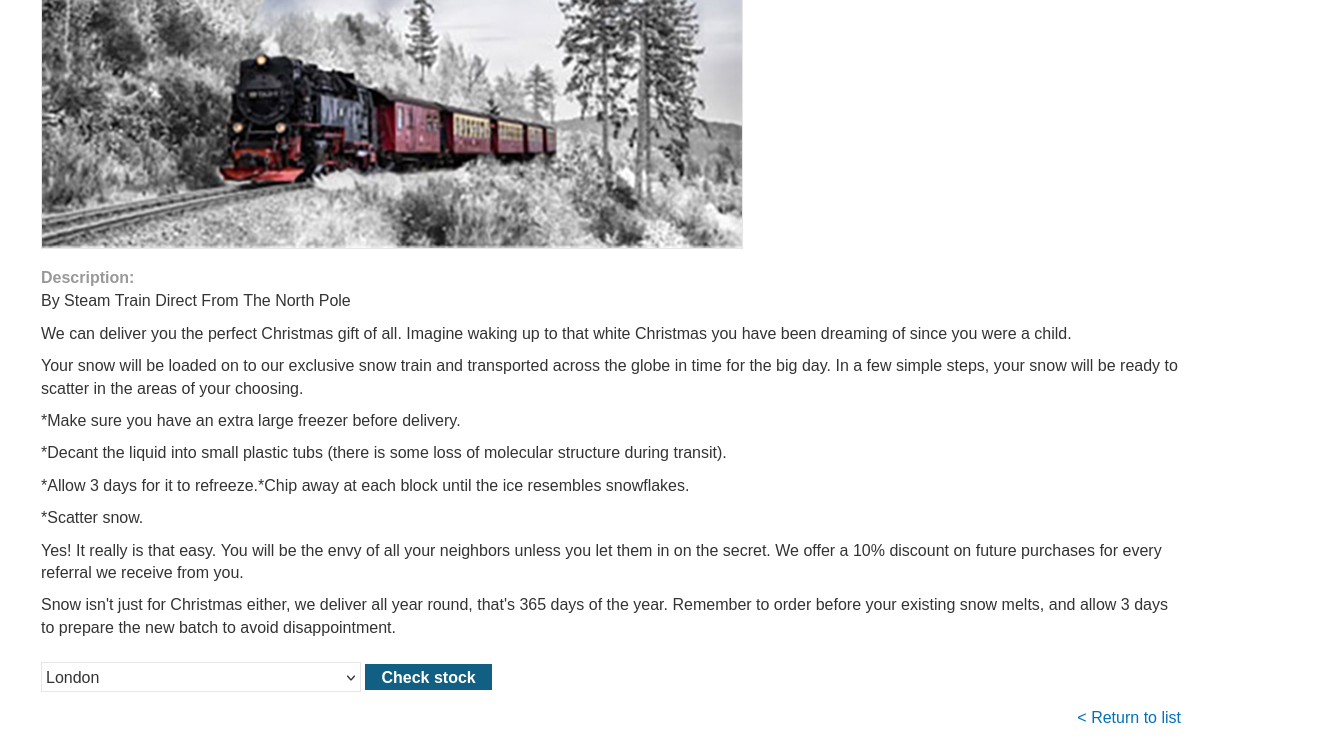 Description:
By Steam Train Direct From The North Pole
We can deliver you the perfect Christmas gift of all. Imagine waking up to that white Christmas you have been dreaming of since you were a child.
Your snow will be loaded on to our exclusive snow train and transported across the globe in time for the big day. In a few simple steps, your snow will be ready to
scatter in the areas of your choosing.
*Make sure you have an extra large freezer before delivery.
*Decant the liquid into small plastic tubs (there is some loss of molecular structure during transit).
*Allow 3 days for it to refreeze.*Chip away at each block until the ice resembles snowflakes.
*Scatter snow.
Yes! It really is that easy. You will be the envy of all your neighbors unless you let them in on the secret. We offer a 10% discount on future purchases for every
referral we receive from you.
Snow isn't just for Christmas either, we deliver all year round, that's 365 days of the year. Remember to order before your existing snow melts, and allow 3 days
to prepare the new batch to avoid disappointment.
London
Check stock
< Return to list